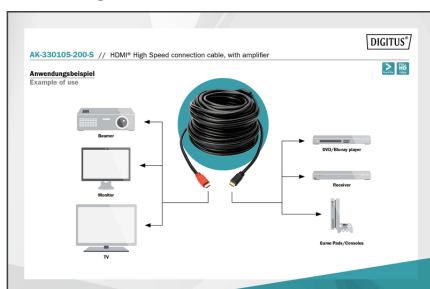 DIGITUS®
AK-330105-200-S // HDMI® High Speed connection cable, with amplifier
Anwendungsbeispiel
Example of use
HD
Beamer
Monitor
TV
DVD/Bluray player
Receiver
Game Pads/Consoles